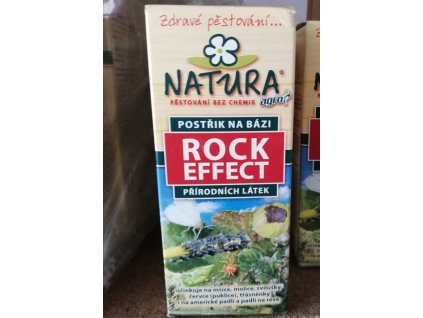 Zdravé pěstování...
NATURA
PĚSTOVÁNÍ BEZ CHEMIE agro
POSTŘIK NA BÁZI
ROCK
EFFECT
PŘÍRODNÍCH LÁTEK
účinkuje na mšice, molice, svilušky,
červce (puklice), třásněnky
i na americké padlí a padlí na révě